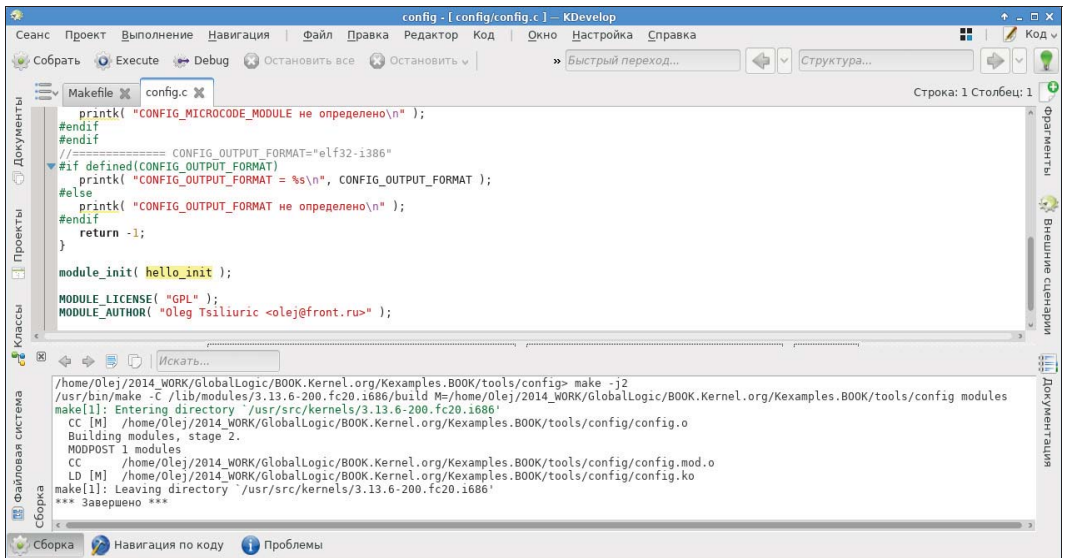 config - [ config/config.c ] — KDevelop
Сеанс Проект Выполнение Навигация | Файл Правка Редактор Код | Окно Настройка Справка Код
Собрать Execute Debug Остановить все Остановить » Быстрый переход... Структура...
Makefile config.c Строка: 1 Столбец: 1
printk( "CONFIG_MICROCODE_MODULE не определено\n" );
#endif
#endif
//============== CONFIG_OUTPUT_FORMAT="elf32-i386"
#if defined(CONFIG_OUTPUT_FORMAT)
printk( "CONFIG_OUTPUT_FORMAT = %s\n", CONFIG_OUTPUT_FORMAT );
#else
printk( "CONFIG_OUTPUT_FORMAT не определено\n" );
#endif
return -1;
}
module_init( hello_init );
MODULE_LICENSE( "GPL" );
MODULE_AUTHOR( "Oleg Tsiliuric <olej@front.ru>" );
Документы
Проекты
Классы
Файловая система
Сборка
Фрагменты
Внешние сценарии
Документация
Искать...
/home/Olej/2014_WORK/GlobalLogic/BOOK.Kernel.org/Kexamples.BOOK/tools/config> make -j2
/usr/bin/make -C /lib/modules/3.13.6-200.fc20.i686/build M=/home/Olej/2014_WORK/GlobalLogic/BOOK.Kernel.org/Kexamples.BOOK/tools/config modules
make[1]: Entering directory `/usr/src/kernels/3.13.6-200.fc20.i686'
CC [M] /home/Olej/2014_WORK/GlobalLogic/BOOK.Kernel.org/Kexamples.BOOK/tools/config/config.o
Building modules, stage 2.
MODPOST 1 modules
CC /home/Olej/2014_WORK/GlobalLogic/BOOK.Kernel.org/Kexamples.BOOK/tools/config/config.mod.o
LD [M] /home/Olej/2014_WORK/GlobalLogic/BOOK.Kernel.org/Kexamples.BOOK/tools/config/config.ko
make[1]: Leaving directory `/usr/src/kernels/3.13.6-200.fc20.i686'
*** Завершено ***
Сборка Навигация по коду Проблемы